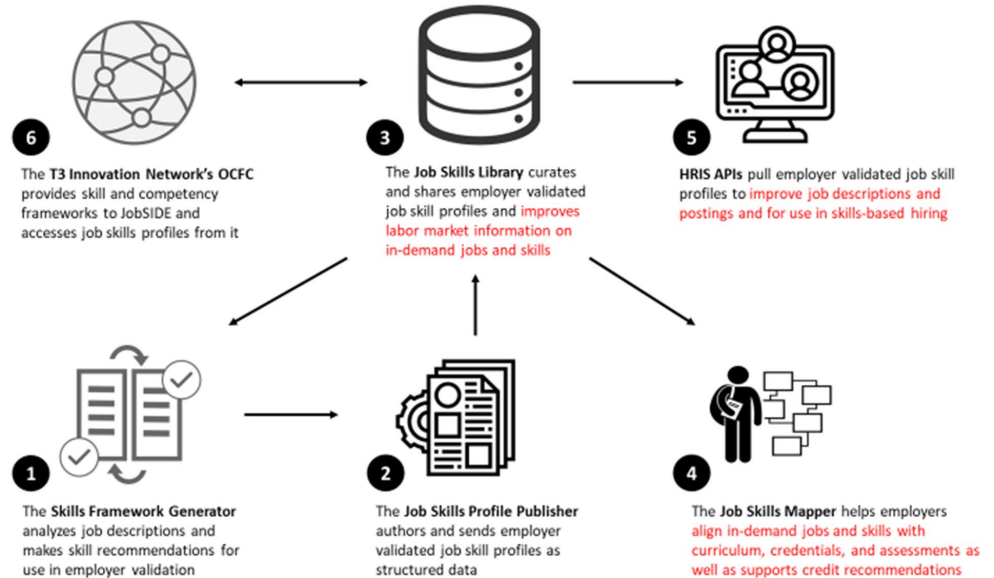 6
The T3 Innovation Network's OCFC
provides skill and competency
frameworks to JobSIDE and
accesses job skills profiles from it
3
The Job Skills Library curates
and shares employer validated
job skill profiles and improves
labor market information on
in-demand jobs and skills
5
HRIS APIs pull employer validated job skill
profiles to improve job descriptions and
postings and for use in skills-based hiring
1
The Skills Framework Generator
analyzes job descriptions and
makes skill recommendations for
use in employer validation
2
The Job Skills Profile Publisher
authors and sends employer
validated job skill profiles as
structured data
4
The Job Skills Mapper helps employers
align in-demand jobs and skills with
curriculum, credentials, and assessments as
well as supports credit recommendations